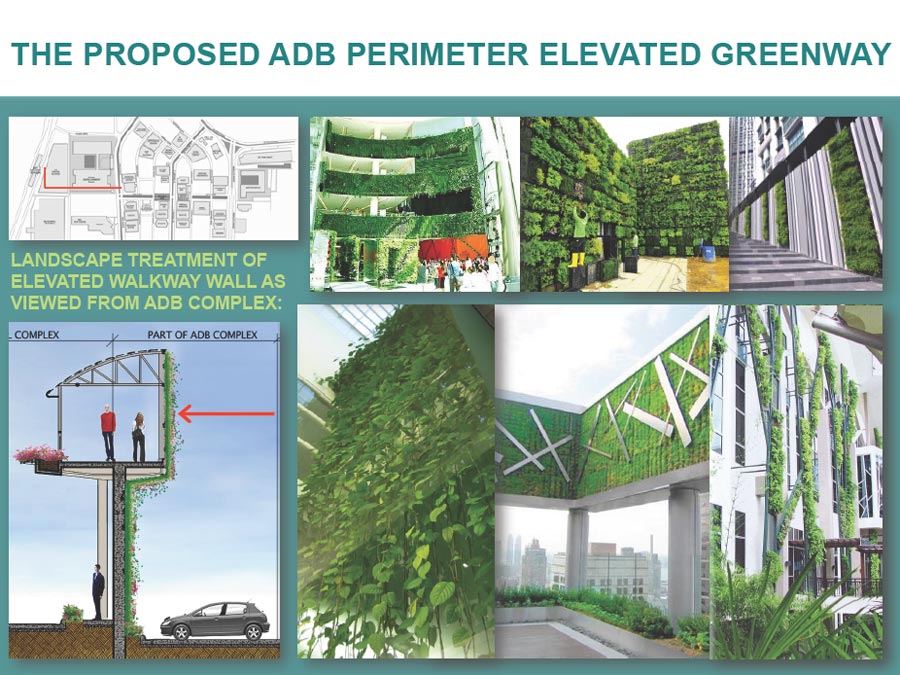 THE PROPOSED ADB PERIMETER ELEVATED GREENWAY
LANDSCAPE TREATMENT OF
ELEVATED WALKWAY WALL AS
VIEWED FROM ADB COMPLEX:
L COMPLEX
PART OF ADB COMPLEX